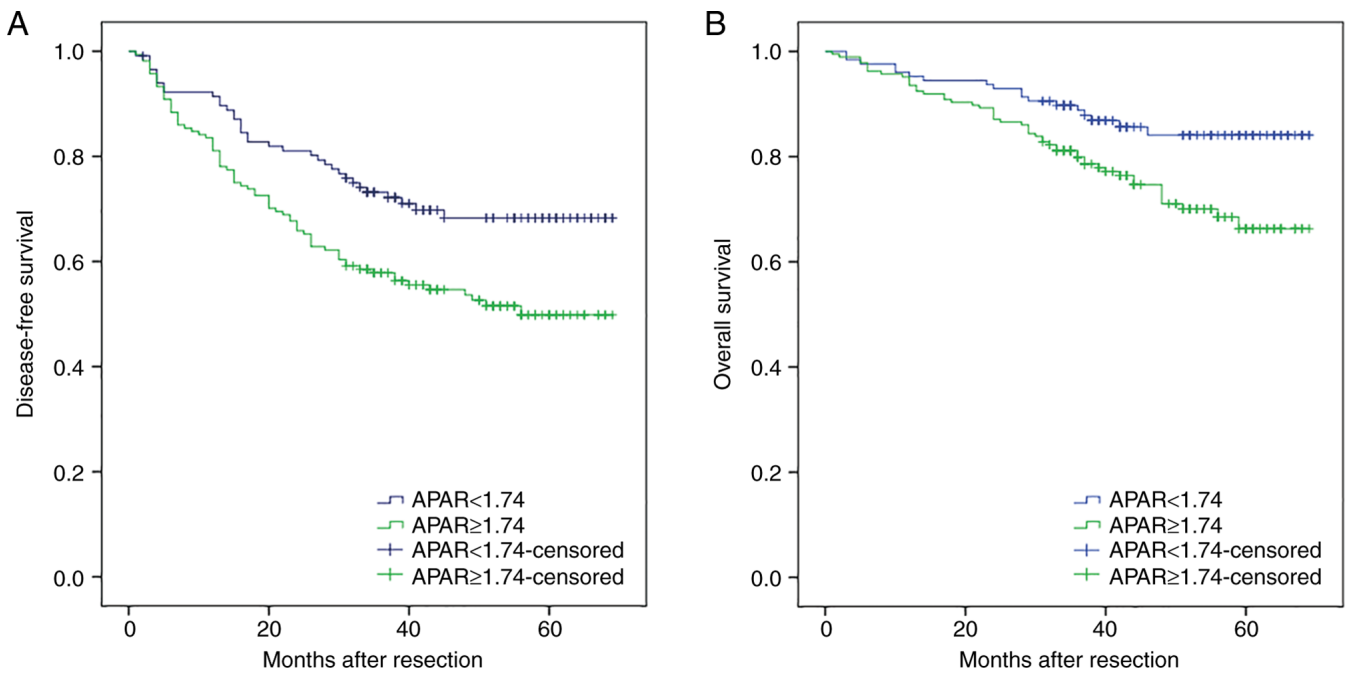 A
Disease-free survival
1.0
0.8
0.6
0.4
0.2
0.0
APAR<1.74
APAR≥1.74
APAR<1.74-censored
APAR≥1.74-censored
0 20 40 60
Months after resection
B
Overall survival
1.0
0.8
0.6
0.4
0.2
0.0
APAR<1.74
APAR≥1.74
APAR<1.74-censored
APAR≥1.74-censored
0 20 40 60
Months after resection